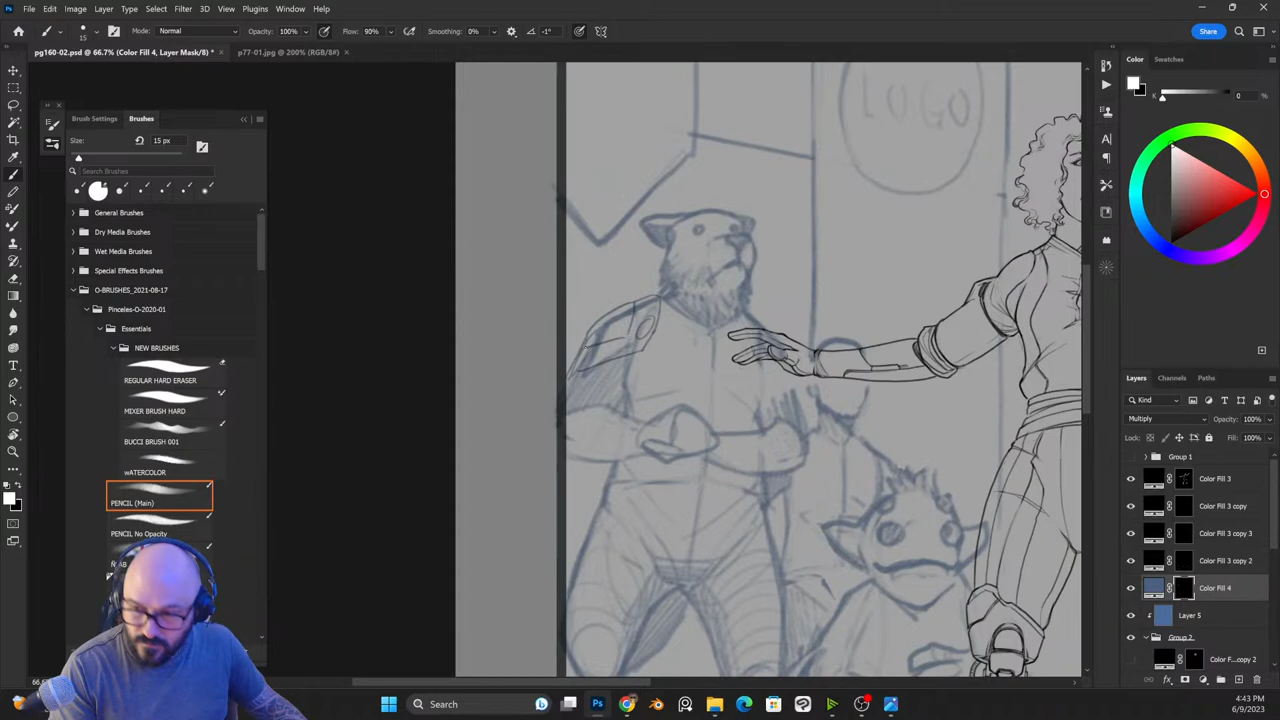 File Edit Image Layer Type Select Filter 3D View Plugins Window Help
15 Mode: Normal Opacity: 100% Flow: 90% Smoothing: 0% -1° Share
pg160-02.psd @ 66.7% (Color Fill 4, Layer Mask/8) * × p77-01.jpg @ 200% (RGB/8#) ×
Brush Settings Brushes
Size: 15 px
Search Brushes
General Brushes
Dry Media Brushes
Wet Media Brushes
Special Effects Brushes
O-BRUSHES_2021-08-17
Pinceles-O-2020-01
Essentials
NEW BRUSHES
REGULAR HARD ERASER
MIXER BRUSH HARD
BUCCI BRUSH 001
wATERCOLOR
PENCIL (Main)
PENCIL No Opacity
LOGO
Color Swatches
K 0 %
Layers Channels Paths
Kind
Multiply Opacity: 100%
Lock: Fill: 100%
Group 1
Color Fill 3
Color Fill 3 copy
Color Fill 3 copy 3
Color Fill 3 copy 2
Color Fill 4
Layer 5
Group 2
Color F...copy 2
Search
4:43 PM
6/9/2023